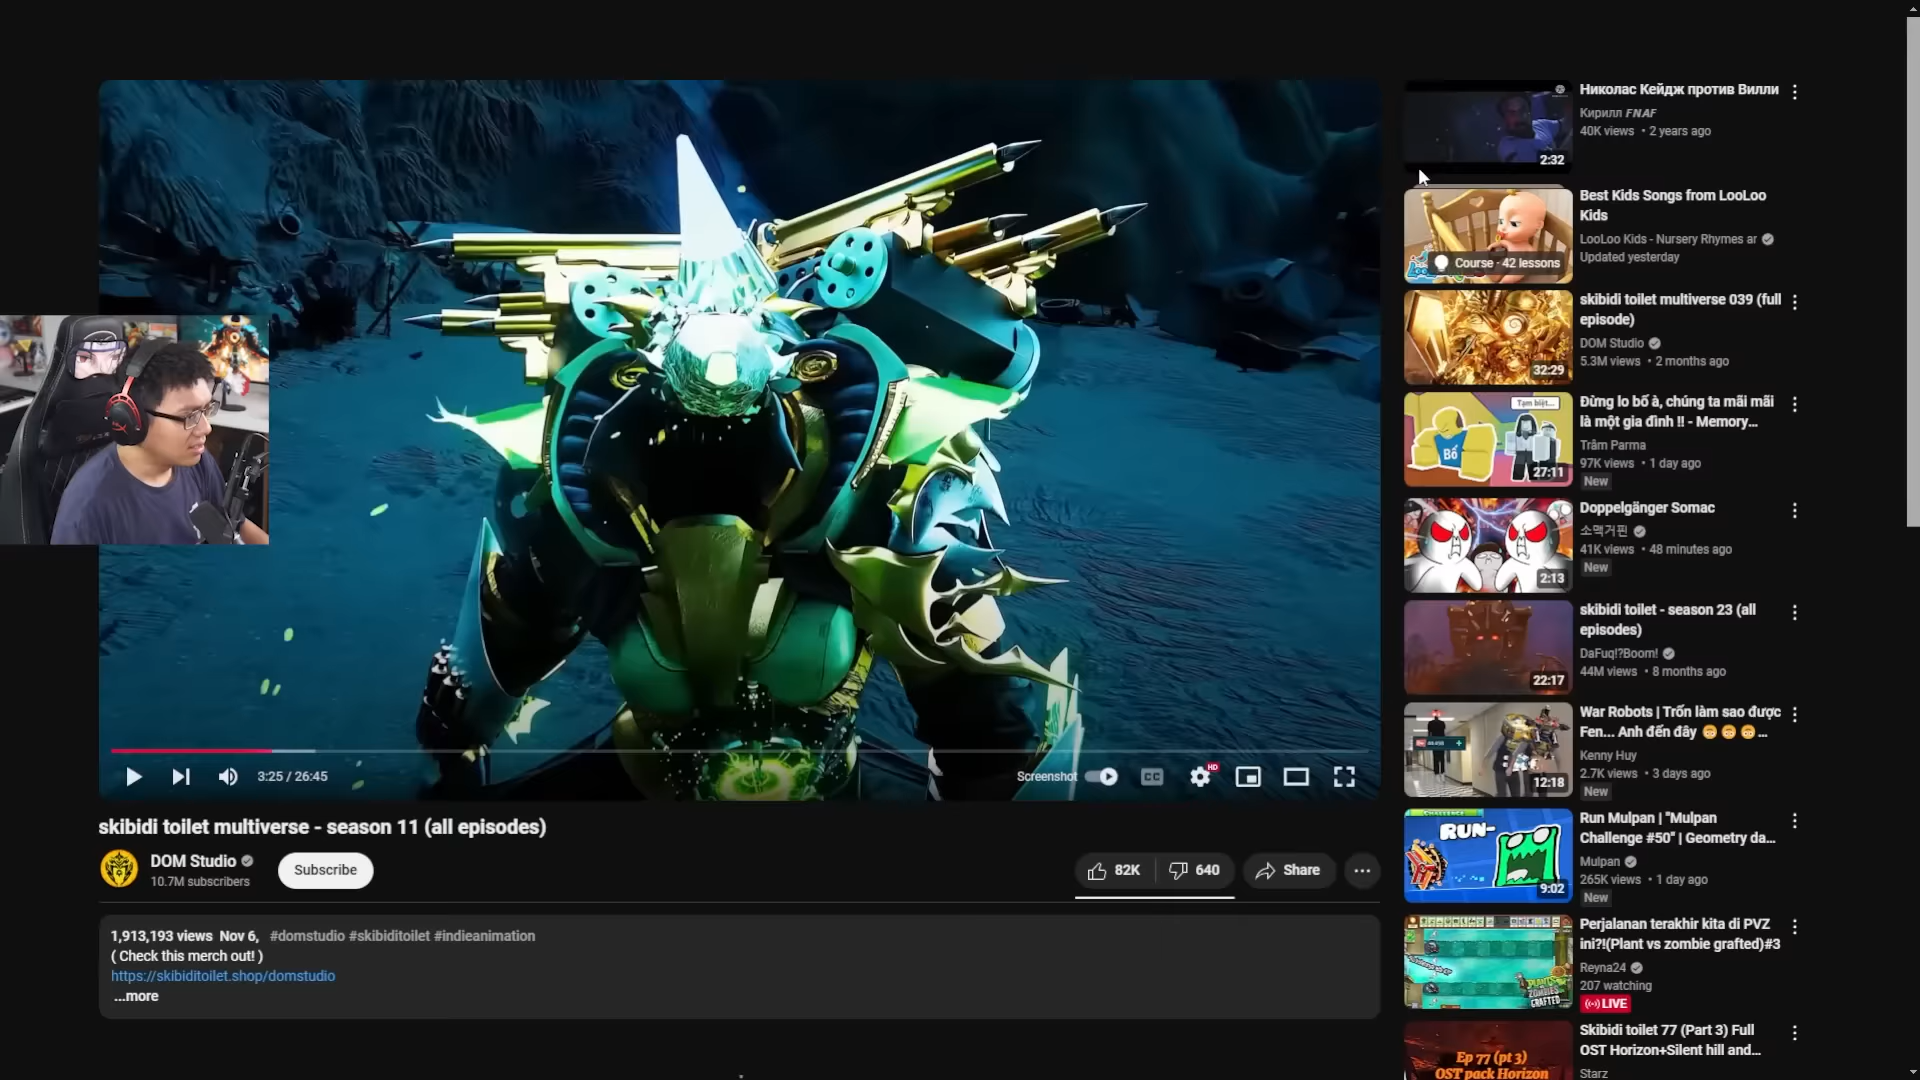 3:25 / 26:45
Screenshot
CC
HD
skibidi toilet multiverse - season 11 (all episodes)
DOM Studio
10.7M subscribers
Subscribe
82K
640
Share
1,913,193 views Nov 6, #domstudio #skibiditoilet #indieanimation
( Check this merch out! )
https://skibiditoilet.shop/domstudio
...more
Николас Кейдж против Вилли
Кирилл FNAF
40K views • 2 years ago
2:32
Best Kids Songs from LooLoo
Kids
LooLoo Kids - Nursery Rhymes ar
Updated yesterday
Course - 42 lessons
skibidi toilet multiverse 039 (full
episode)
DOM Studio
5.3M views • 2 months ago
32:29
Đừng lo bố à, chúng ta mãi mãi
là một gia đình !! - Memory...
Trâm Parma
97K views • 1 day ago
New
Tạm biệt...
Bố
27:11
Doppelgänger Somac
소맥거핀
41K views • 48 minutes ago
New
2:13
skibidi toilet - season 23 (all
episodes)
DaFuq!?Boom!
44M views • 8 months ago
22:17
War Robots | Trốn làm sao được
Fen... Anh đến đây 🙆 🙆 🙆 ...
Kenny Huy
2.7K views • 3 days ago
New
12:18
Run Mulpan | "Mulpan
Challenge #50" | Geometry da...
Mulpan
265K views • 1 day ago
New
CHALLENGE
RUN-
9:02
Perjalanan terakhir kita di PVZ
ini?!(Plant vs zombie grafted)#3
Reyna24
207 watching
LIVE
PLANTS
ZOMBIES
CRAFTED
Skibidi toilet 77 (Part 3) Full
OST Horizon+Silent hill and...
Starz
Ep 77 (pt 3)
OST pack Horizon